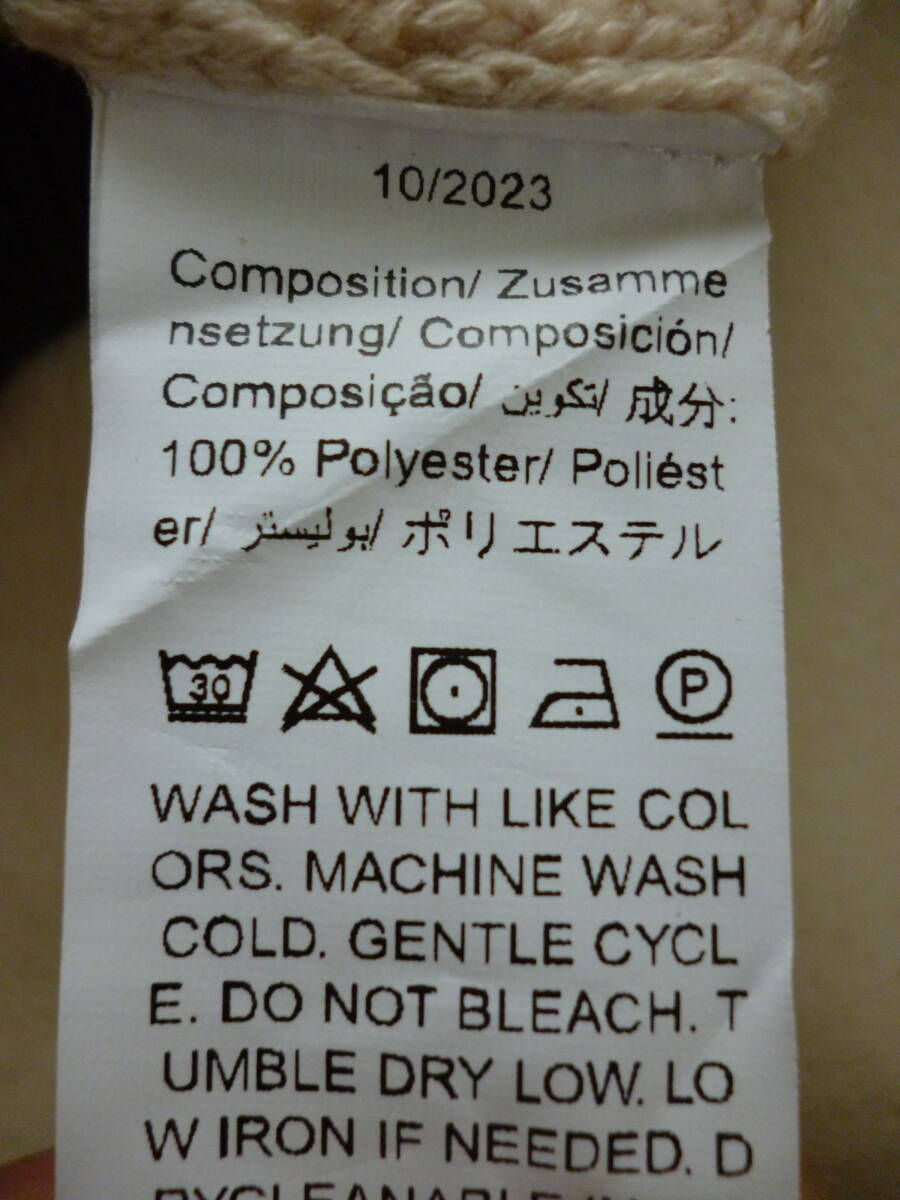 10/2023
Composition/ Zusamme
nsetzung/ Composición/
Composição/ تكوين/ 成分:
100% Polyester/ Poliést
er/ بوليستر/ ポリエステル
30
P
WASH WITH LIKE COL
ORS. MACHINE WASH
COLD. GENTLE CYCL
E. DO NOT BLEACH. T
UMBLE DRY LOW. LO
W IRON IF NEEDED. D
RYCLEANABLE IN